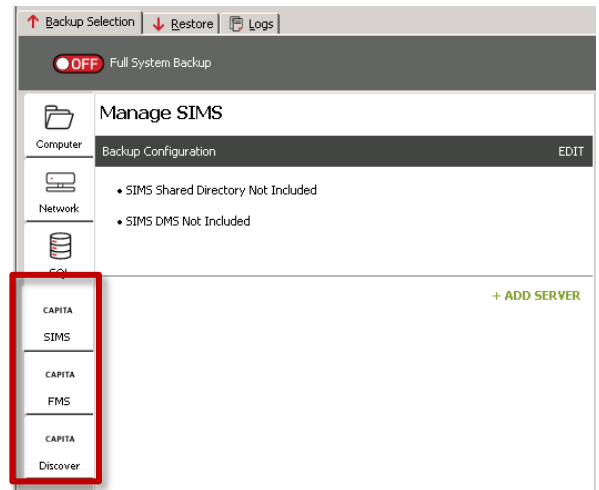 Backup Selection Restore Logs
OFF Full System Backup
Computer
Network
SQL
CAPITA
SIMS
CAPITA
FMS
CAPITA
Discover
Manage SIMS
Backup Configuration EDIT
• SIMS Shared Directory Not Included
• SIMS DMS Not Included
+ ADD SERVER